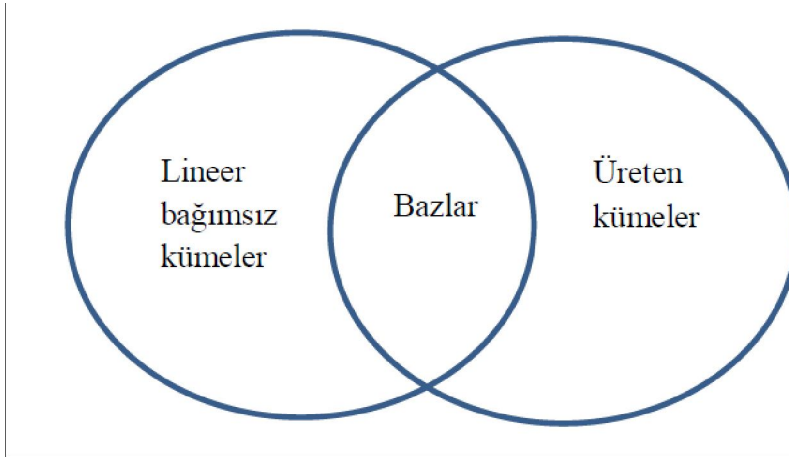 Lineer
bağımsız
kümeler
Bazlar
Üreten
kümeler